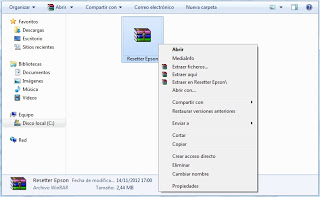 Organizar
Abrir
Compartir con
Correo electrónico
Nueva carpeta
Favoritos
Descargas
Escritorio
Sitios recientes
Bibliotecas
Documentos
Imágenes
Música
Vídeos
Equipo
Disco local (C:)
Red
Resetter Epson
Abrir
MediaInfo
Extraer ficheros...
Extraer aquí
Extraer en Resetter Epson\
Abrir con...
Compartir con
Restaurar versiones anteriores
Enviar a
Cortar
Copiar
Crear acceso directo
Eliminar
Cambiar nombre
Propiedades
Resetter Epson Fecha de modifica... 14/11/2012 17:00
Archivo WinRAR Tamaño: 2,44 MB